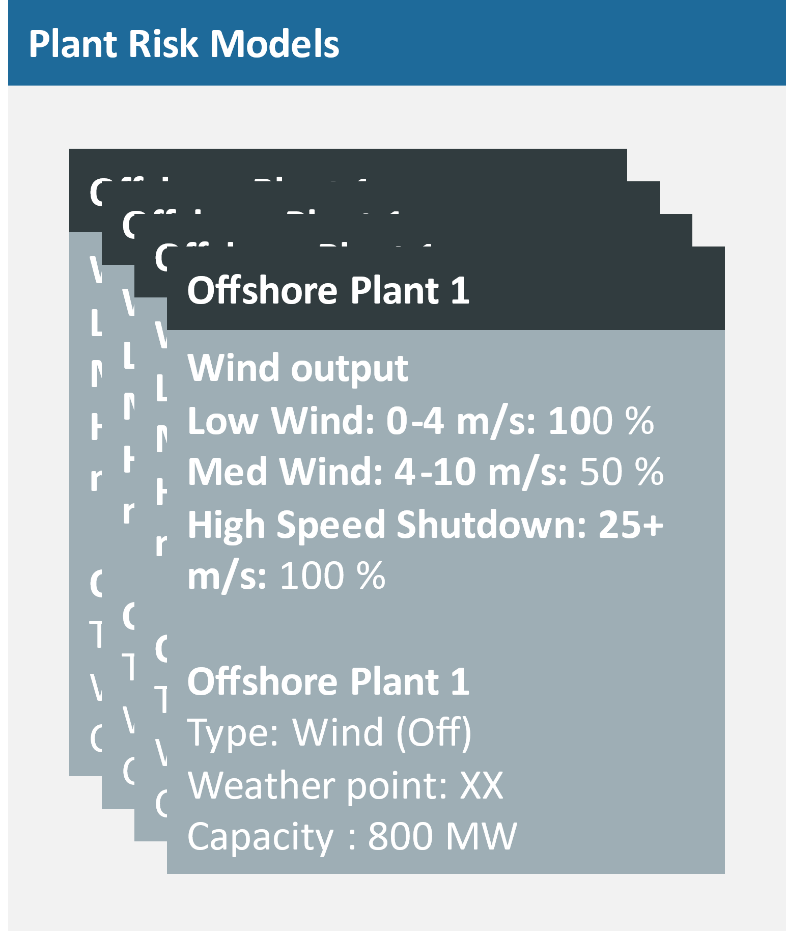 Plant Risk Models
Offshore Plant 1
Wind output
Low Wind: 0-4 m/s: 100 %
Med Wind: 4-10 m/s: 50 %
High Speed Shutdown: 25+
m/s: 100 %
Offshore Plant 1
Type: Wind (Off)
Weather point: XX
Capacity : 800 MW